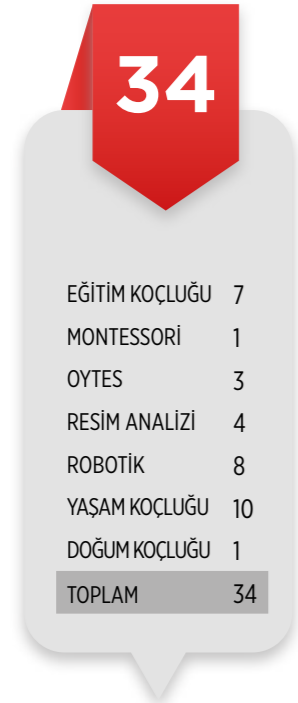 34
EĞİTİM KOÇLUĞU 7
MONTESSORİ 1
OYTES 3
RESİM ANALİZİ 4
ROBOTİK 8
YAŞAM KOÇLUĞU 10
DOĞUM KOÇLUĞU 1
TOPLAM 34